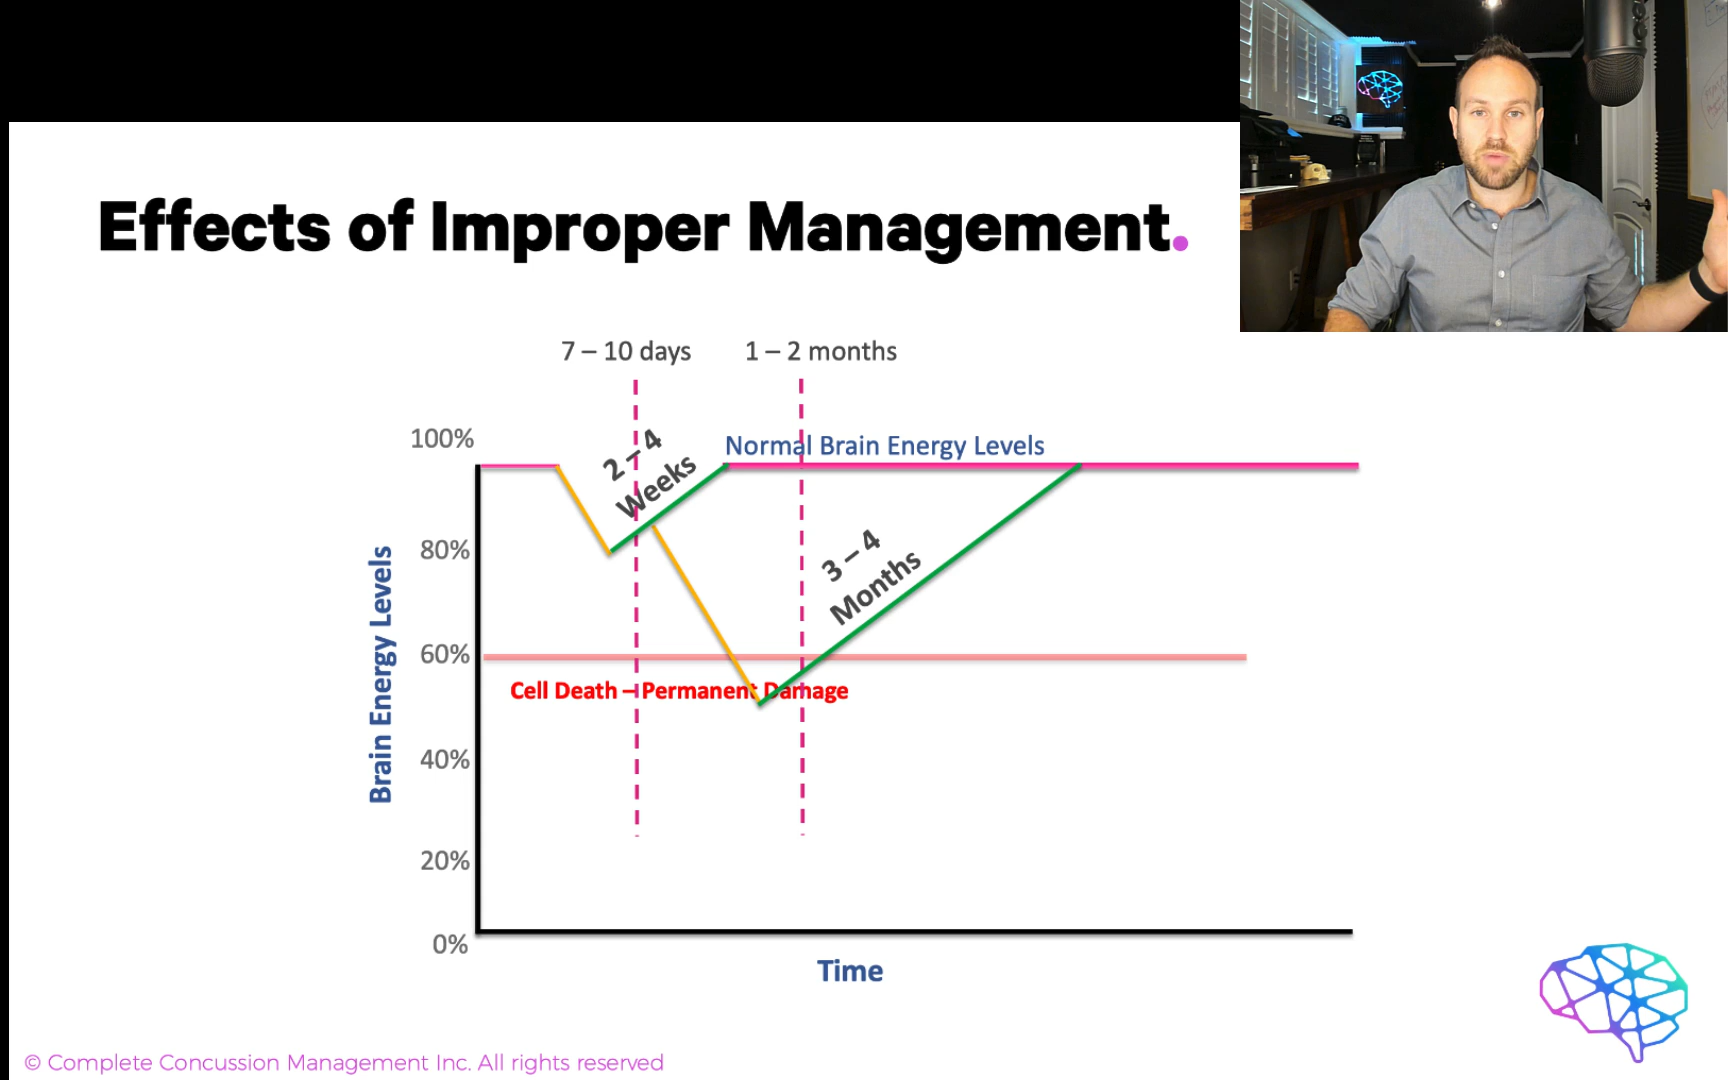 Effects of Improper Management.
7 – 10 days
1 – 2 months
100%
Normal Brain Energy Levels
2 – 4
Weeks
80%
3 – 4
Months
60%
Cell Death – Permanent Damage
Brain Energy Levels
40%
20%
0%
Time
© Complete Concussion Management Inc. All rights reserved